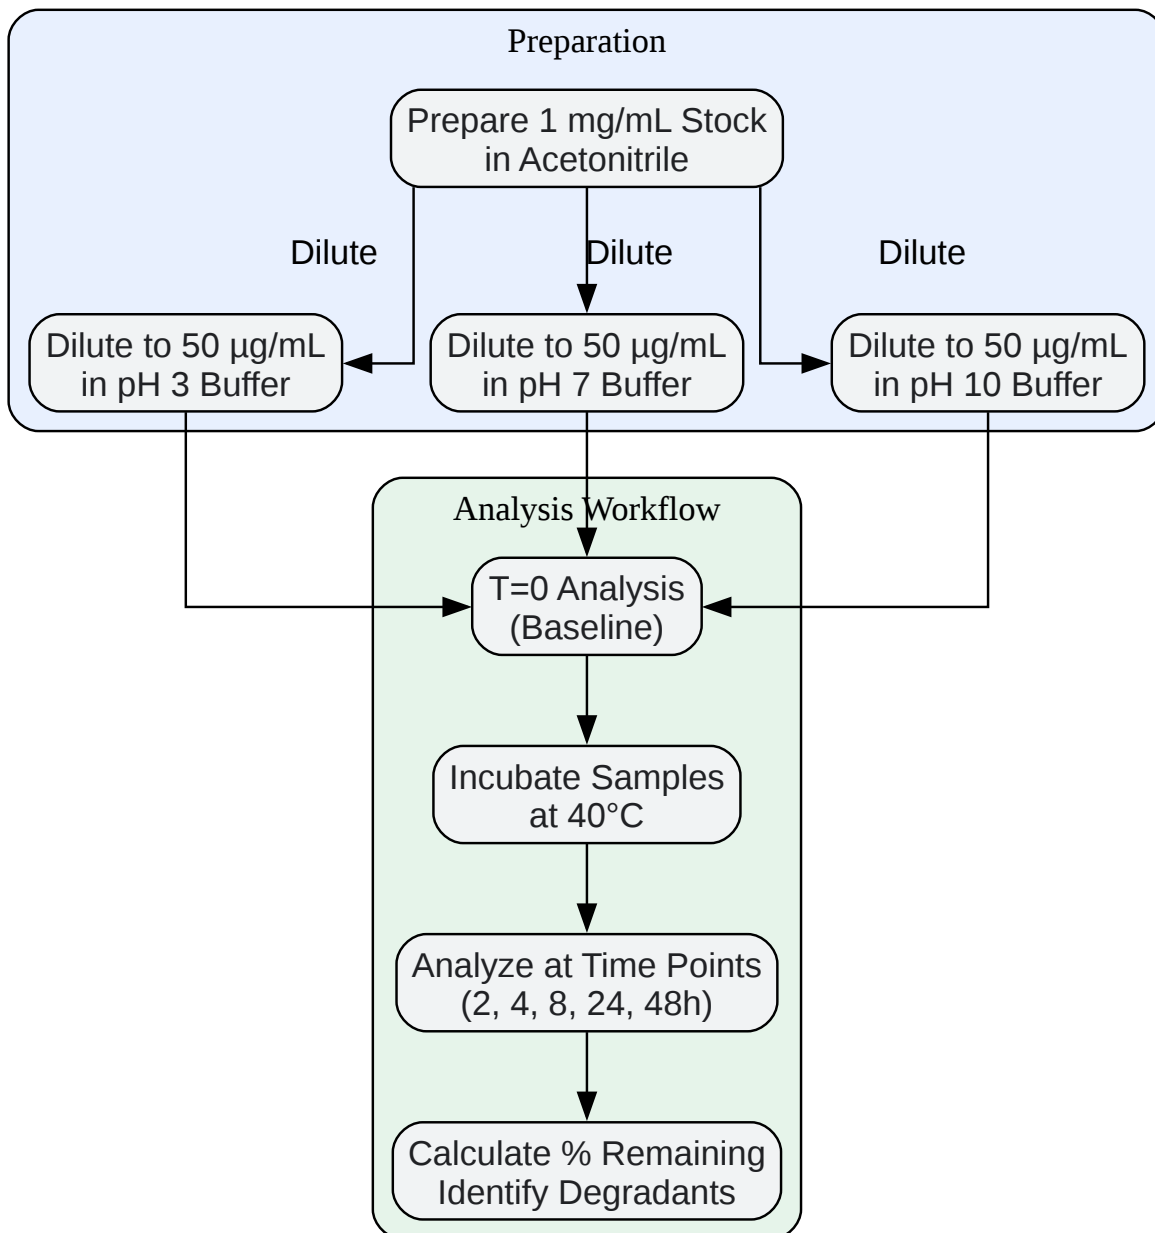 Preparation
Prepare 1 mg/mL Stock
in Acetonitrile
Dilute
Dilute
Dilute
Dilute to 50 µg/mL
in pH 3 Buffer
Dilute to 50 µg/mL
in pH 7 Buffer
Dilute to 50 µg/mL
in pH 10 Buffer
Analysis Workflow
T=0 Analysis
(Baseline)
Incubate Samples
at 40°C
Analyze at Time Points
(2, 4, 8, 24, 48h)
Calculate % Remaining
Identify Degradants